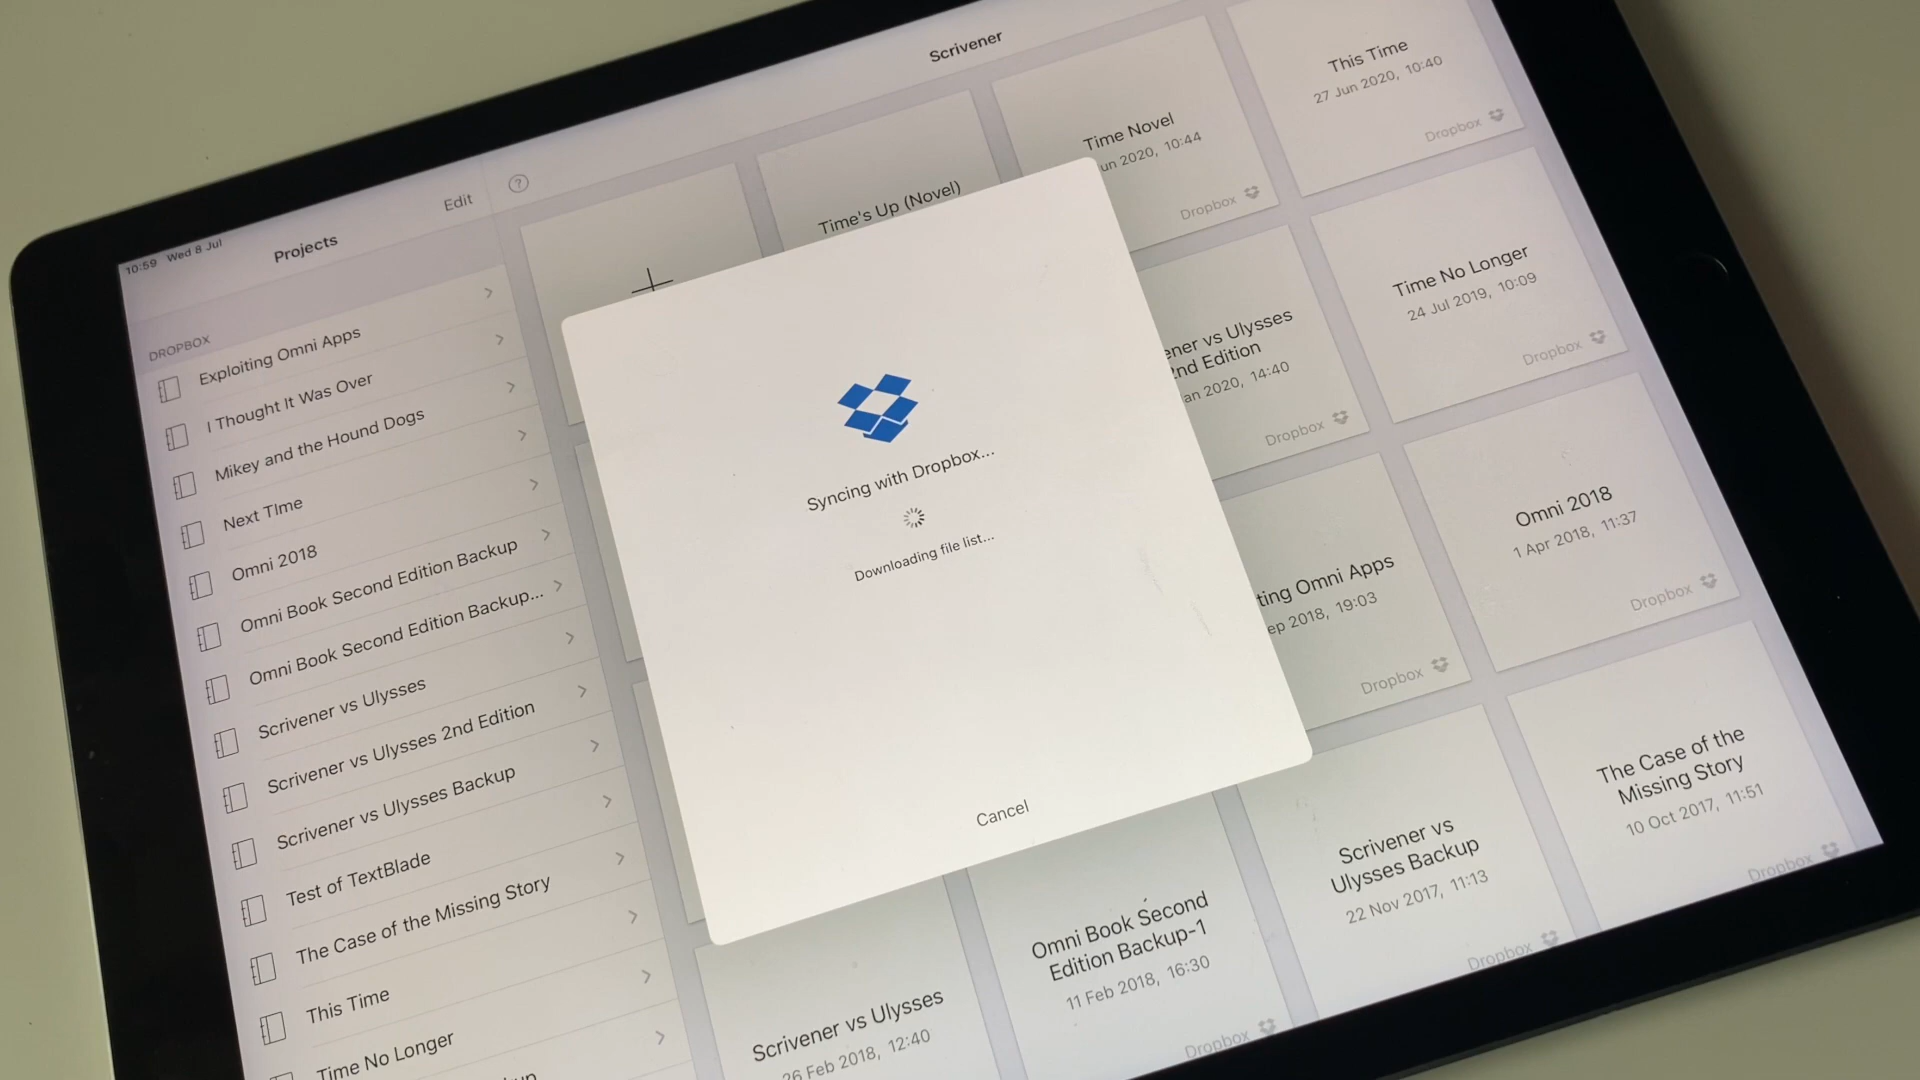 10:59 Wed 8 Jul
Projects
Edit
?
Scrivener
DROPBOX
Exploiting Omni Apps
I Thought It Was Over
Mikey and the Hound Dogs
Next TIme
Omni 2018
Omni Book Second Edition Backup
Omni Book Second Edition Backup...
Scrivener vs Ulysses
Scrivener vs Ulysses 2nd Edition
Scrivener vs Ulysses Backup
Test of TextBlade
The Case of the Missing Story
This Time
Time No Longer
Time's Up (Novel)
Time Novel
un 2020, 10:44
Dropbox
This Time
27 Jun 2020, 10:40
Dropbox
Syncing with Dropbox...
Downloading file list...
Cancel
ener vs Ulysses
nd Edition
an 2020, 14:40
Dropbox
Time No Longer
24 Jul 2019, 10:09
Dropbox
ting Omni Apps
ep 2018, 19:03
Dropbox
Omni 2018
1 Apr 2018, 11:37
Dropbox
Scrivener vs Ulysses
26 Feb 2018, 12:40
Omni Book Second
Edition Backup-1
11 Feb 2018, 16:30
Dropbox
Scrivener vs
Ulysses Backup
22 Nov 2017, 11:13
Dropbox
The Case of the
Missing Story
10 Oct 2017, 11:51
Dropbox